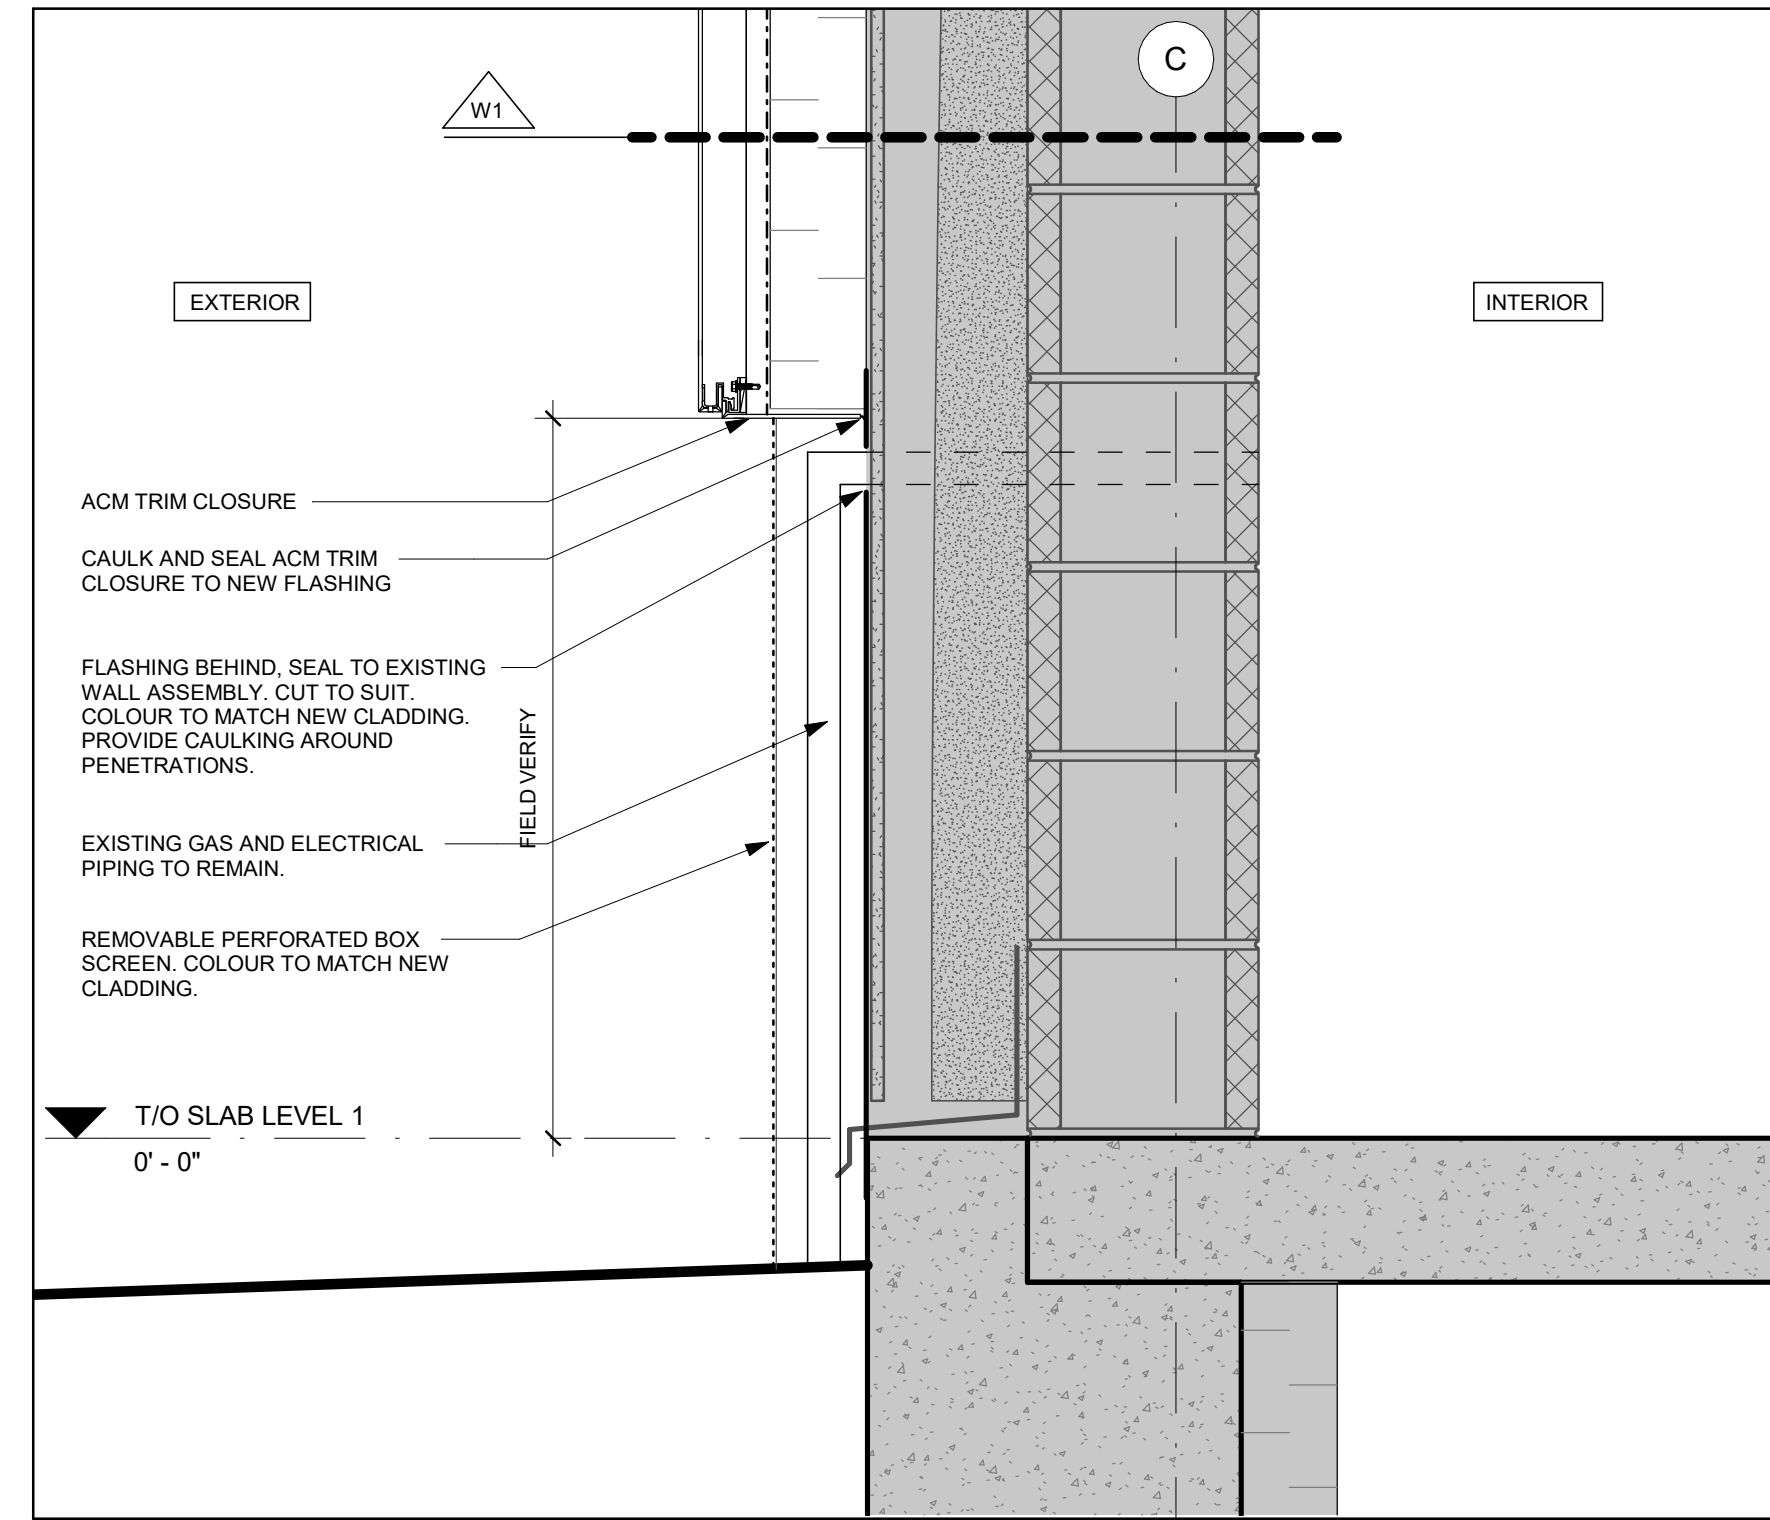 C
W1
EXTERIOR
INTERIOR
ACM TRIM CLOSURE
CAULK AND SEAL ACM TRIM
CLOSURE TO NEW FLASHING
FLASHING BEHIND, SEAL TO EXISTING
WALL ASSEMBLY. CUT TO SUIT.
COLOUR TO MATCH NEW CLADDING.
PROVIDE CAULKING AROUND
PENETRATIONS.
FIELD VERIFY
EXISTING GAS AND ELECTRICAL
PIPING TO REMAIN.
REMOVABLE PERFORATED BOX
SCREEN. COLOUR TO MATCH NEW
CLADDING.
T/O SLAB LEVEL 1
0' - 0"